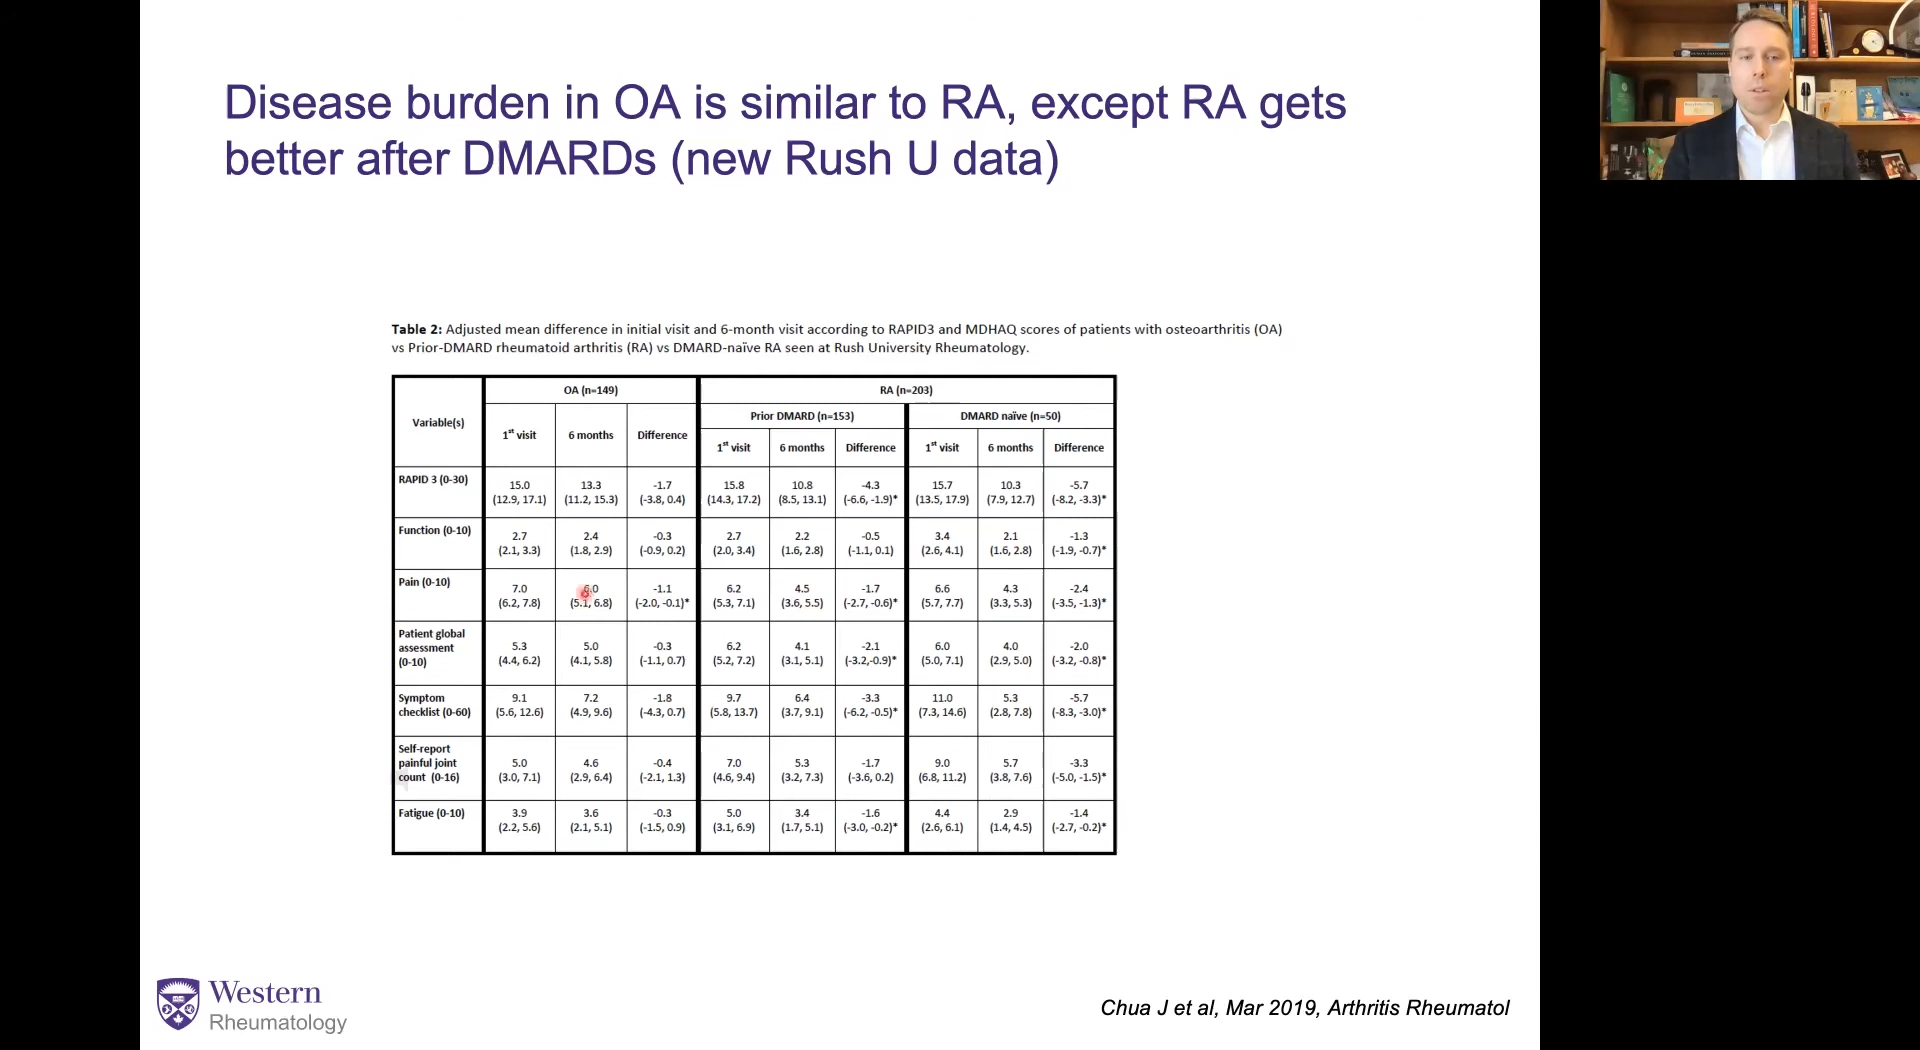 Disease burden in OA is similar to RA, except RA gets
better after DMARDs (new Rush U data)
Table 2: Adjusted mean difference in initial visit and 6-month visit according to RAPID3 and MDHAQ scores of patients with osteoarthritis (OA)
vs Prior-DMARD rheumatoid arthritis (RA) vs DMARD-naïve RA seen at Rush University Rheumatology.
Variable(s) OA (n=149) RA (n=203)
Prior DMARD (n=153) DMARD naïve (n=50)
1st visit 6 months Difference 1st visit 6 months Difference 1st visit 6 months Difference
RAPID 3 (0-30) 15.0 13.3 -1.7 15.8 10.8 -4.3 15.7 10.3 -5.7
(12.9, 17.1) (11.2, 15.3) (-3.8, 0.4) (14.3, 17.2) (8.5, 13.1) (-6.6, -1.9)* (13.5, 17.9) (7.9, 12.7) (-8.2, -3.3)*
Function (0-10) 2.7 2.4 -0.3 2.7 2.2 -0.5 3.4 2.1 -1.3
(2.1, 3.3) (1.8, 2.9) (-0.9, 0.2) (2.0, 3.4) (1.6, 2.8) (-1.1, 0.1) (2.6, 4.1) (1.6, 2.8) (-1.9, -0.7)*
Pain (0-10) 7.0 6.0 -1.1 6.2 4.5 -1.7 6.6 4.3 -2.4
(6.2, 7.8) (5.1, 6.8) (-2.0, -0.1)* (5.3, 7.1) (3.6, 5.5) (-2.7, -0.6)* (5.7, 7.7) (3.3, 5.3) (-3.5, -1.3)*
Patient global
assessment 5.3 5.0 -0.3 6.2 4.1 -2.1 6.0 4.0 -2.0
(0-10) (4.4, 6.2) (4.1, 5.8) (-1.1, 0.7) (5.2, 7.2) (3.1, 5.1) (-3.2,-0.9)* (5.0, 7.1) (2.9, 5.0) (-3.2, -0.8)*
Symptom 9.1 7.2 -1.8 9.7 6.4 -3.3 11.0 5.3 -5.7
checklist (0-60) (5.6, 12.6) (4.9, 9.6) (-4.3, 0.7) (5.8, 13.7) (3.7, 9.1) (-6.2, -0.5)* (7.3, 14.6) (2.8, 7.8) (-8.3, -3.0)*
Self-report
painful joint 5.0 4.6 -0.4 7.0 5.3 -1.7 9.0 5.7 -3.3
count (0-16) (3.0, 7.1) (2.9, 6.4) (-2.1, 1.3) (4.6, 9.4) (3.2, 7.3) (-3.6, 0.2) (6.8, 11.2) (3.8, 7.6) (-5.0, -1.5)*
Fatigue (0-10) 3.9 3.6 -0.3 5.0 3.4 -1.6 4.4 2.9 -1.4
(2.2, 5.6) (2.1, 5.1) (-1.5, 0.9) (3.1, 6.9) (1.7, 5.1) (-3.0, -0.2)* (2.6, 6.1) (1.4, 4.5) (-2.7, -0.2)*
Western
Rheumatology
Chua J et al, Mar 2019, Arthritis Rheumatol